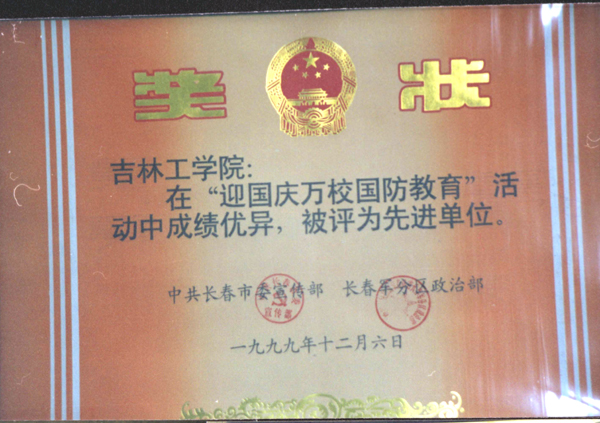 奖状
吉林工学院:
在“迎国庆万校国防教育”活
动中成绩优异，被评为先进单位。
中共长春市委宣传部 长春军分区政治部
宣传部
一九九九年十二月六日